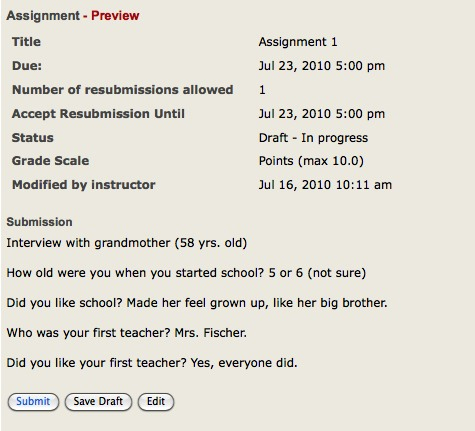 Assignment - Preview
Title Assignment 1
Due: Jul 23, 2010 5:00 pm
Number of resubmissions allowed 1
Accept Resubmission Until Jul 23, 2010 5:00 pm
Status Draft - In progress
Grade Scale Points (max 10.0)
Modified by instructor Jul 16, 2010 10:11 am
Submission
Interview with grandmother (58 yrs. old)
How old were you when you started school? 5 or 6 (not sure)
Did you like school? Made her feel grown up, like her big brother.
Who was your first teacher? Mrs. Fischer.
Did you like your first teacher? Yes, everyone did.
Submit Save Draft Edit